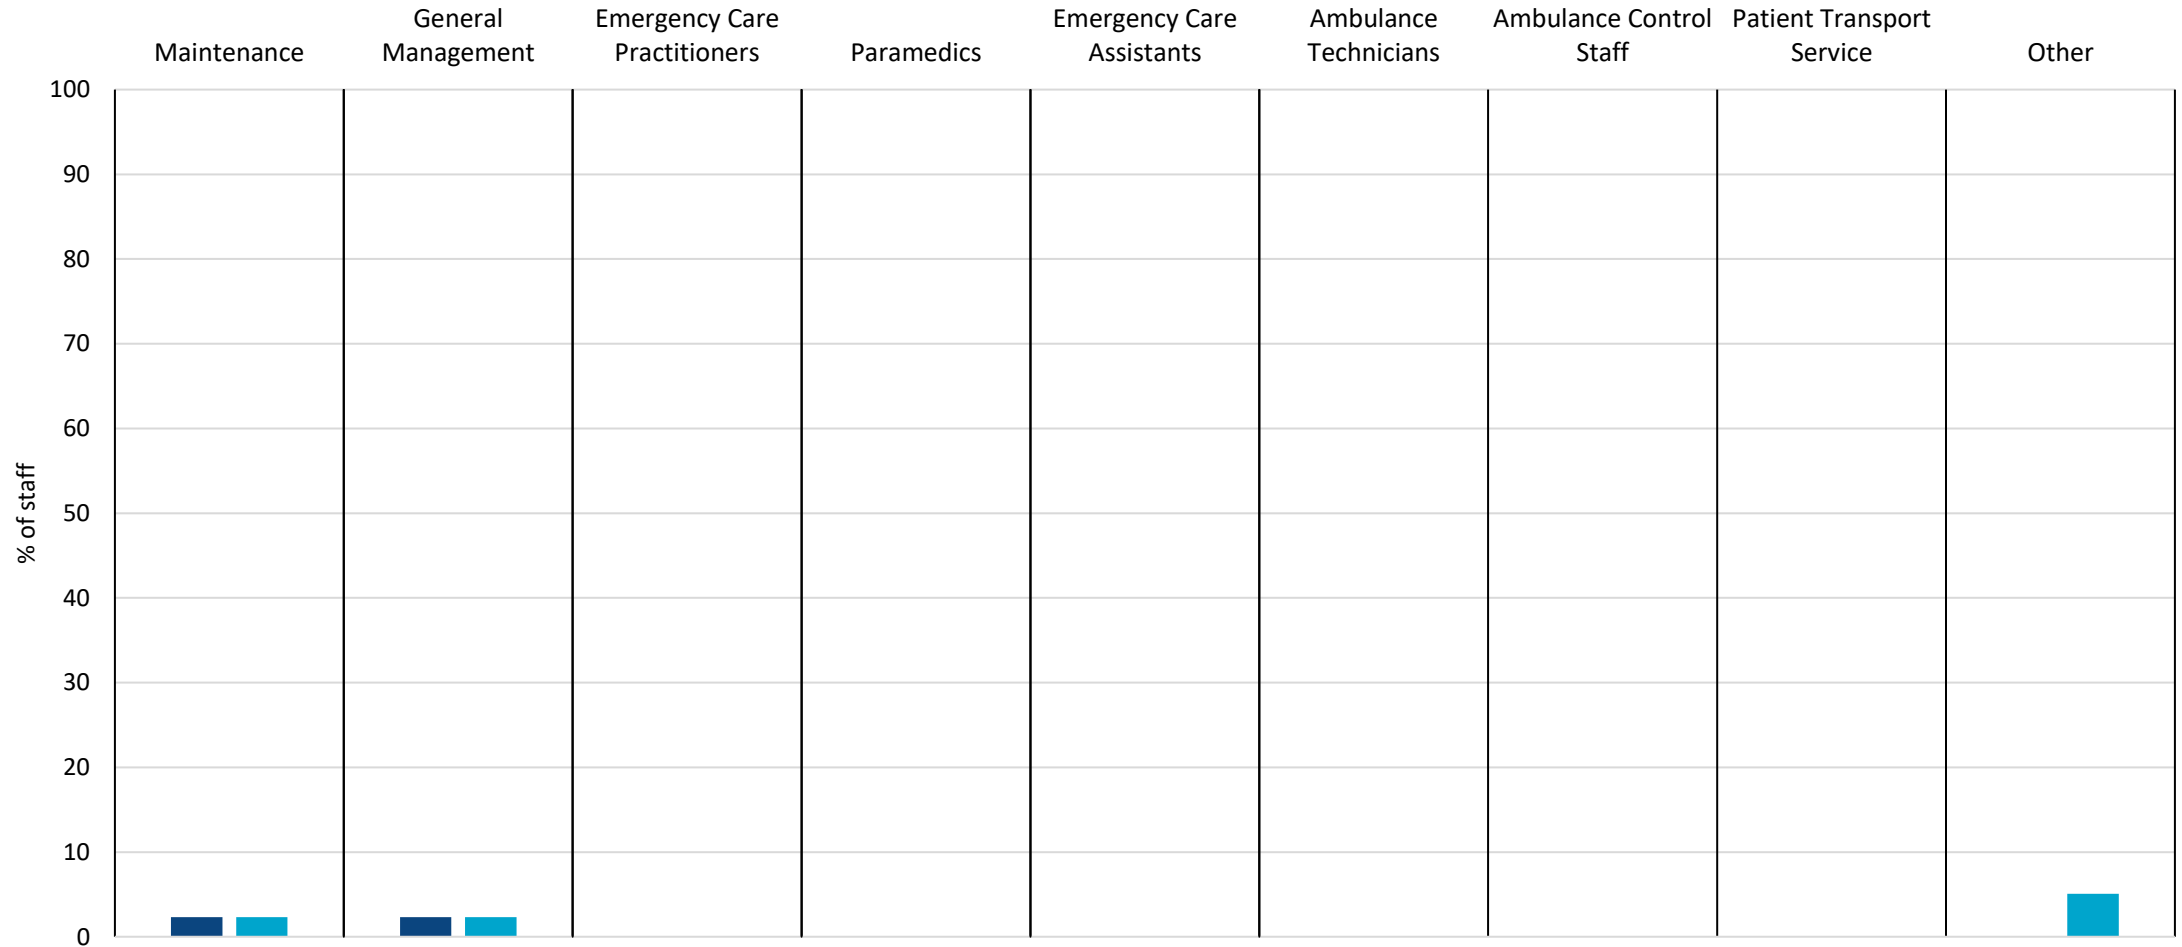 Maintenance
General
Management
Emergency Care
Practitioners
Paramedics
Emergency Care
Assistants
Ambulance
Technicians
Ambulance Control
Staff
Patient Transport
Service
Other
% of staff
100
90
80
70
60
50
40
30
20
10
0